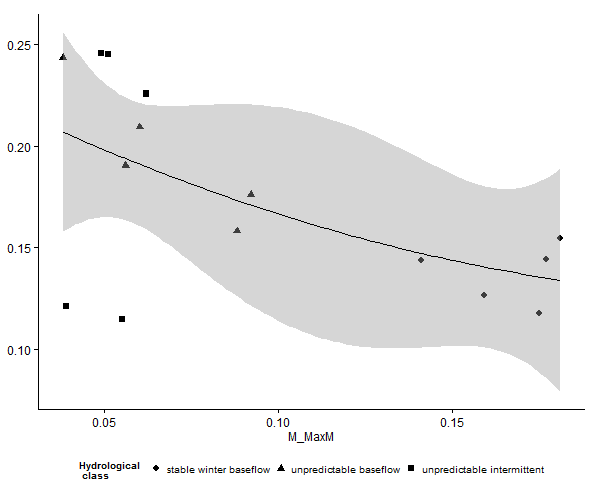 0.25
0.20
0.15
0.10
0.05 0.10 0.15
M_MaxM
Hydrological
class
stable winter baseflow unpredictable baseflow unpredictable intermittent